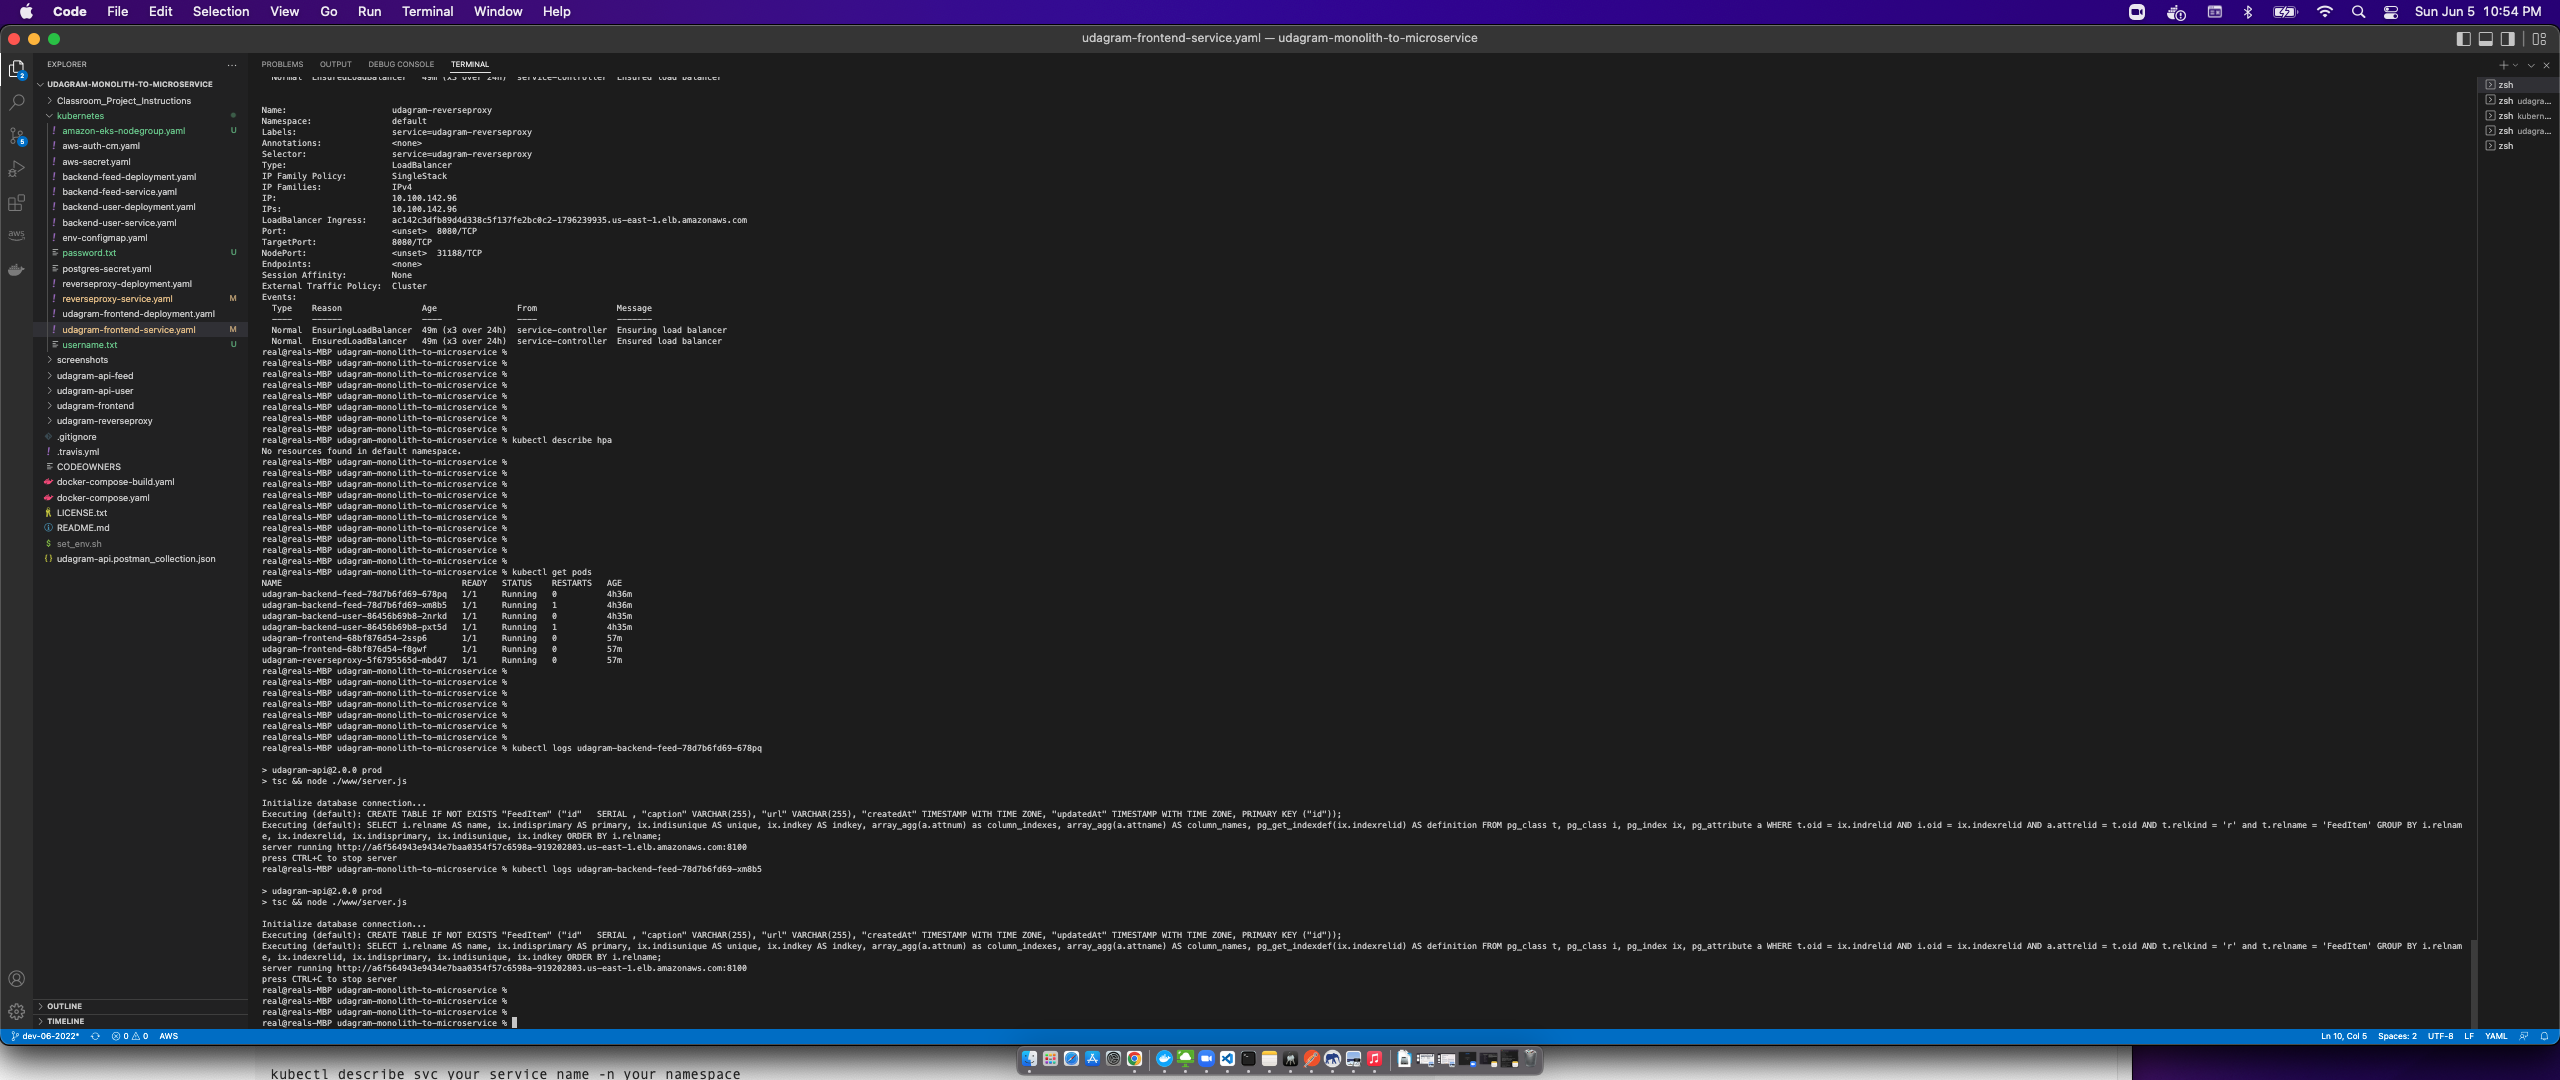 Code File Edit Selection View Go Run Terminal Window Help Sun Jun 5 10:54 PM
udagram-frontend-service.yaml — udagram-monolith-to-microservice
EXPLORER
UDAGRAM-MONOLITH-TO-MICROSERVICE
Classroom_Project_Instructions
kubernetes
amazon-eks-nodegroup.yaml U
aws-auth-cm.yaml
aws-secret.yaml
backend-feed-deployment.yaml
backend-feed-service.yaml
backend-user-deployment.yaml
backend-user-service.yaml
env-configmap.yaml
password.txt U
postgres-secret.yaml
reverseproxy-deployment.yaml
reverseproxy-service.yaml M
udagram-frontend-deployment.yaml
udagram-frontend-service.yaml M
username.txt U
screenshots
udagram-api-feed
udagram-api-user
udagram-frontend
udagram-reverseproxy
.gitignore
.travis.yml
CODEOWNERS
docker-compose-build.yaml
docker-compose.yaml
LICENSE.txt
README.md
set_env.sh
udagram-api.postman_collection.json
OUTLINE
TIMELINE
PROBLEMS OUTPUT DEBUG CONSOLE TERMINAL
Normal EnsuredLoadBalancer 49m (x3 over 24h) service-controller Ensured load balancer
Name: udagram-reverseproxy
Namespace: default
Labels: service=udagram-reverseproxy
Annotations: <none>
Selector: service=udagram-reverseproxy
Type: LoadBalancer
IP Family Policy: SingleStack
IP Families: IPv4
IP: 10.100.142.96
IPs: 10.100.142.96
LoadBalancer Ingress: ac142c3dfb89d4d338c5f137fe2bc0c2-1796239935.us-east-1.elb.amazonaws.com
Port: <unset> 8080/TCP
TargetPort: 8080/TCP
NodePort: <unset> 31188/TCP
Endpoints: <none>
Session Affinity: None
External Traffic Policy: Cluster
Events:
Type Reason Age From Message
---- ------ ---- ---- -------
Normal EnsuringLoadBalancer 49m (x3 over 24h) service-controller Ensuring load balancer
Normal EnsuredLoadBalancer 49m (x3 over 24h) service-controller Ensured load balancer
real@reals-MBP udagram-monolith-to-microservice %
real@reals-MBP udagram-monolith-to-microservice %
real@reals-MBP udagram-monolith-to-microservice %
real@reals-MBP udagram-monolith-to-microservice %
real@reals-MBP udagram-monolith-to-microservice %
real@reals-MBP udagram-monolith-to-microservice %
real@reals-MBP udagram-monolith-to-microservice %
real@reals-MBP udagram-monolith-to-microservice %
real@reals-MBP udagram-monolith-to-microservice % kubectl describe hpa
No resources found in default namespace.
real@reals-MBP udagram-monolith-to-microservice %
real@reals-MBP udagram-monolith-to-microservice %
real@reals-MBP udagram-monolith-to-microservice %
real@reals-MBP udagram-monolith-to-microservice %
real@reals-MBP udagram-monolith-to-microservice %
real@reals-MBP udagram-monolith-to-microservice %
real@reals-MBP udagram-monolith-to-microservice %
real@reals-MBP udagram-monolith-to-microservice %
real@reals-MBP udagram-monolith-to-microservice %
real@reals-MBP udagram-monolith-to-microservice %
real@reals-MBP udagram-monolith-to-microservice % kubectl get pods
NAME READY STATUS RESTARTS AGE
udagram-backend-feed-78d7b6fd69-678pq 1/1 Running 0 4h36m
udagram-backend-feed-78d7b6fd69-xm8b5 1/1 Running 1 4h36m
udagram-backend-user-86456b69b8-2nrkd 1/1 Running 0 4h35m
udagram-backend-user-86456b69b8-pxt5d 1/1 Running 1 4h35m
udagram-frontend-68bf876d54-2ssp6 1/1 Running 0 57m
udagram-frontend-68bf876d54-f8gwf 1/1 Running 0 57m
udagram-reverseproxy-5f6795565d-mbd47 1/1 Running 0 57m
real@reals-MBP udagram-monolith-to-microservice %
real@reals-MBP udagram-monolith-to-microservice %
real@reals-MBP udagram-monolith-to-microservice %
real@reals-MBP udagram-monolith-to-microservice %
real@reals-MBP udagram-monolith-to-microservice %
real@reals-MBP udagram-monolith-to-microservice %
real@reals-MBP udagram-monolith-to-microservice %
real@reals-MBP udagram-monolith-to-microservice % kubectl logs udagram-backend-feed-78d7b6fd69-678pq
> udagram-api@2.0.0 prod
> tsc && node ./www/server.js
Initialize database connection...
Executing (default): CREATE TABLE IF NOT EXISTS "FeedItem" ("id" SERIAL , "caption" VARCHAR(255), "url" VARCHAR(255), "createdAt" TIMESTAMP WITH TIME ZONE, "updatedAt" TIMESTAMP WITH TIME ZONE, PRIMARY KEY ("id"));
Executing (default): SELECT i.relname AS name, ix.indisprimary AS primary, ix.indisunique AS unique, ix.indkey AS indkey, array_agg(a.attnum) as column_indexes, array_agg(a.attname) AS column_names, pg_get_indexdef(ix.indexrelid) AS definition FROM pg_class t, pg_class i, pg_index ix, pg_attribute a WHERE t.oid = ix.indrelid AND i.oid = ix.indexrelid AND a.attrelid = t.oid AND t.relkind = 'r' and t.relname = 'FeedItem' GROUP BY i.relnam
e, ix.indexrelid, ix.indisprimary, ix.indisunique, ix.indkey ORDER BY i.relname;
server running http://a6f564943e9434e7baa0354f57c6598a-919202803.us-east-1.elb.amazonaws.com:8100
press CTRL+C to stop server
real@reals-MBP udagram-monolith-to-microservice % kubectl logs udagram-backend-feed-78d7b6fd69-xm8b5
> udagram-api@2.0.0 prod
> tsc && node ./www/server.js
Initialize database connection...
Executing (default): CREATE TABLE IF NOT EXISTS "FeedItem" ("id" SERIAL , "caption" VARCHAR(255), "url" VARCHAR(255), "createdAt" TIMESTAMP WITH TIME ZONE, "updatedAt" TIMESTAMP WITH TIME ZONE, PRIMARY KEY ("id"));
Executing (default): SELECT i.relname AS name, ix.indisprimary AS primary, ix.indisunique AS unique, ix.indkey AS indkey, array_agg(a.attnum) as column_indexes, array_agg(a.attname) AS column_names, pg_get_indexdef(ix.indexrelid) AS definition FROM pg_class t, pg_class i, pg_index ix, pg_attribute a WHERE t.oid = ix.indrelid AND i.oid = ix.indexrelid AND a.attrelid = t.oid AND t.relkind = 'r' and t.relname = 'FeedItem' GROUP BY i.relnam
e, ix.indexrelid, ix.indisprimary, ix.indisunique, ix.indkey ORDER BY i.relname;
server running http://a6f564943e9434e7baa0354f57c6598a-919202803.us-east-1.elb.amazonaws.com:8100
press CTRL+C to stop server
real@reals-MBP udagram-monolith-to-microservice %
real@reals-MBP udagram-monolith-to-microservice %
real@reals-MBP udagram-monolith-to-microservice %
real@reals-MBP udagram-monolith-to-microservice %
zsh
zsh udagra...
zsh kubern...
zsh udagra...
zsh
dev-06-2022* 0 0 AWS Ln 10, Col 5 Spaces: 2 UTF-8 LF YAML
kubectl describe svc your service name -n your namespace